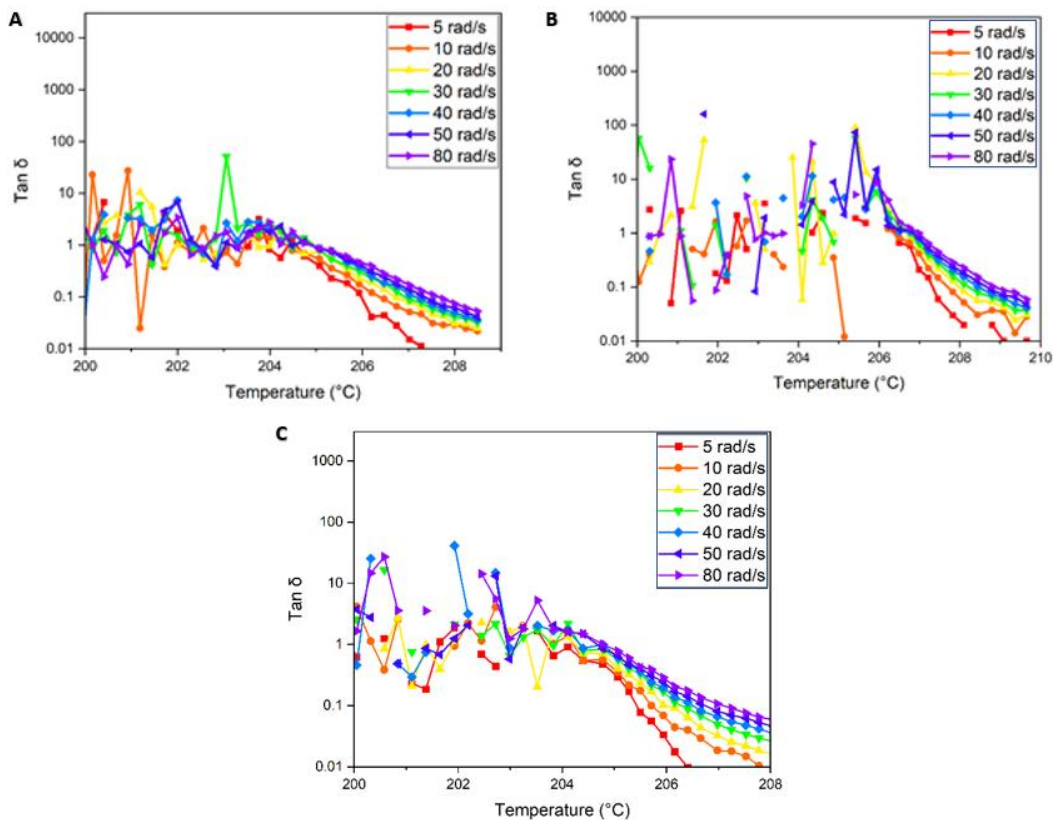 A
Tan δ
10000
1000
100
10
1
0.1
0.01
200
202
204
206
208
Temperature (°C)
5 rad/s
10 rad/s
20 rad/s
30 rad/s
40 rad/s
50 rad/s
80 rad/s
B
Tan δ
10000
1000
100
10
1
0.1
0.01
200
202
204
206
208
210
Temperature (°C)
5 rad/s
10 rad/s
20 rad/s
30 rad/s
40 rad/s
50 rad/s
80 rad/s
C
Tan δ
1000
100
10
1
0.1
0.01
200
202
204
206
208
Temperature (°C)
5 rad/s
10 rad/s
20 rad/s
30 rad/s
40 rad/s
50 rad/s
80 rad/s